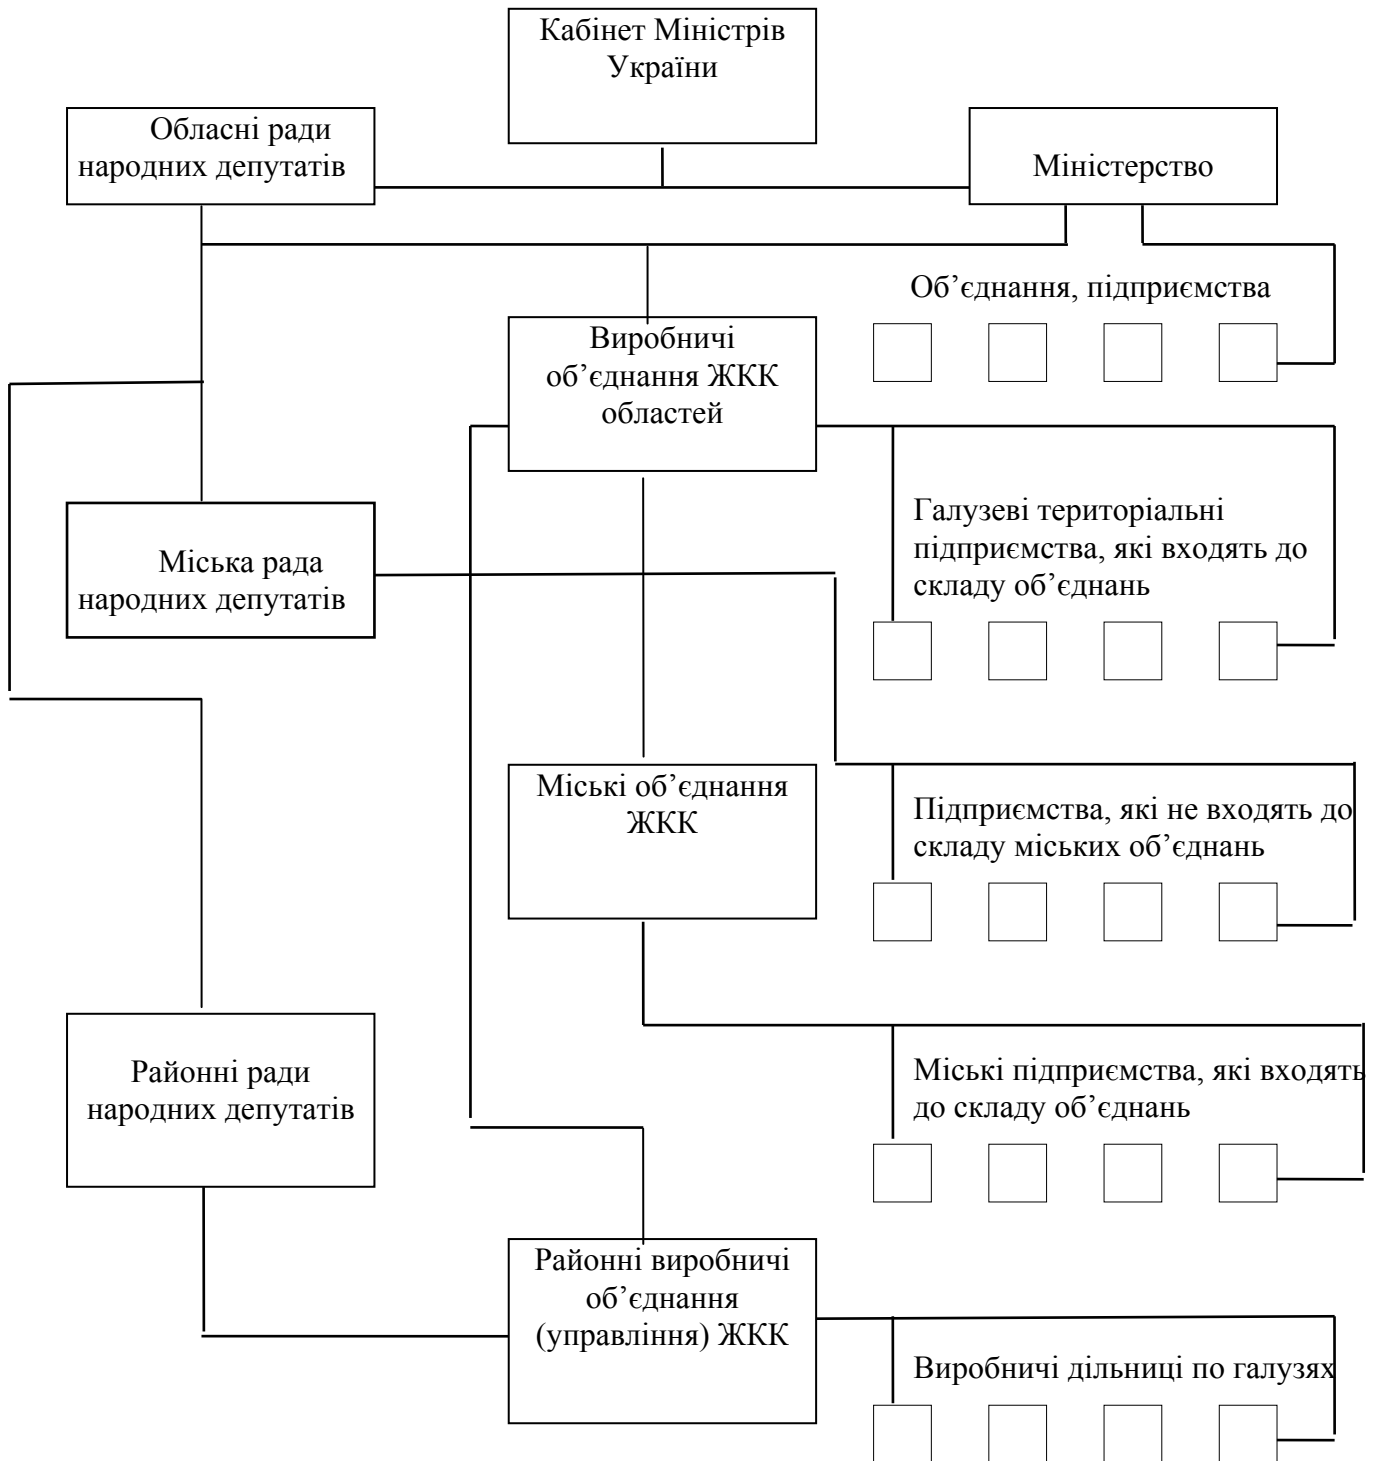 Кабінет Міністрів
України
Обласні ради
народних депутатів
Міністерство
Об’єднання, підприємства
Виробничі
об’єднання ЖКК
областей
Галузеві територіальні
підприємства, які входять до
складу об’єднань
Міська рада
народних депутатів
Міські об’єднання
ЖКК
Підприємства, які не входять до
складу міських об’єднань
Районні ради
народних депутатів
Міські підприємства, які входять
до складу об’єднань
Районні виробничі
об’єднання
(управління) ЖКК
Виробничі дільниці по галузях